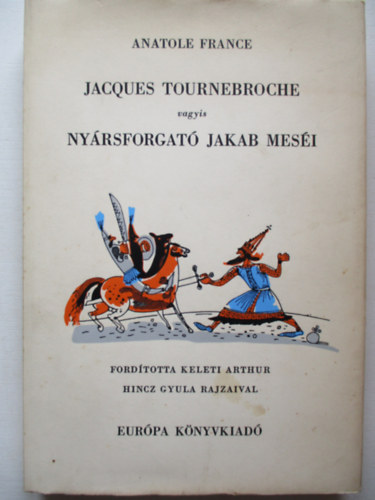 ANATOLE FRANCE
JACQUES TOURNEBROCHE
vagyis
NYÁRSFORGATÓ JAKAB MESÉI
FORDÍTOTTA KELETI ARTHUR
HINCZ GYULA RAJZAIVAL
EURÓPA KÖNYVKIADÓ